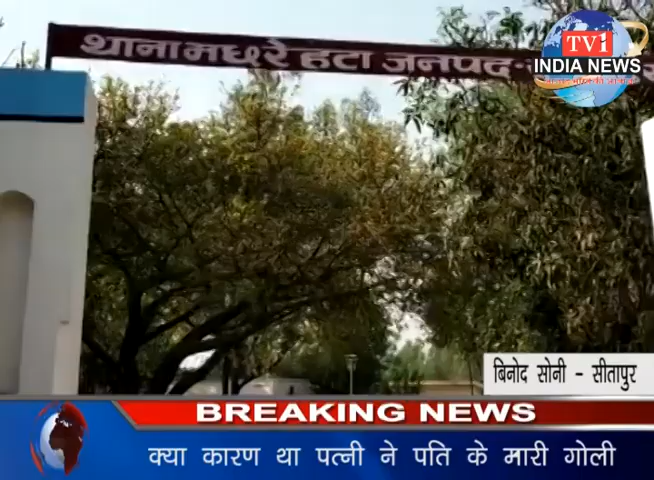 थाना मछरेहटा जनपद
TV1
INDIA NEWS
बिनोद सोनी - सीतापुर
BREAKING NEWS
क्या कारण था पत्नी ने पति के मारी गोली